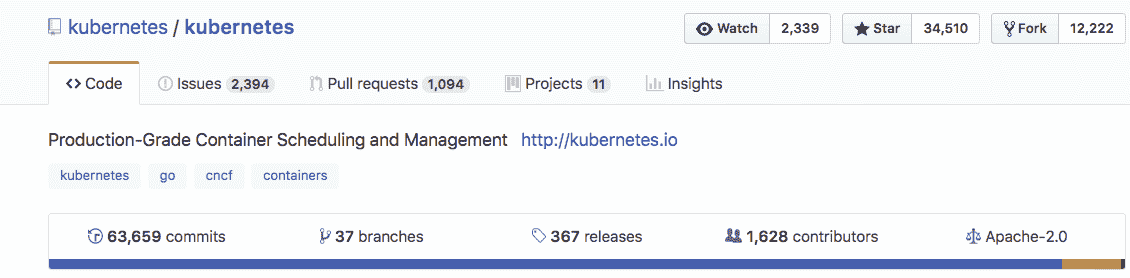 kubernetes / kubernetes Watch 2,339 Star 34,510 Fork 12,222
Code Issues 2,394 Pull requests 1,094 Projects 11 Insights
Production-Grade Container Scheduling and Management http://kubernetes.io
kubernetes go cncf containers
63,659 commits 37 branches 367 releases 1,628 contributors Apache-2.0